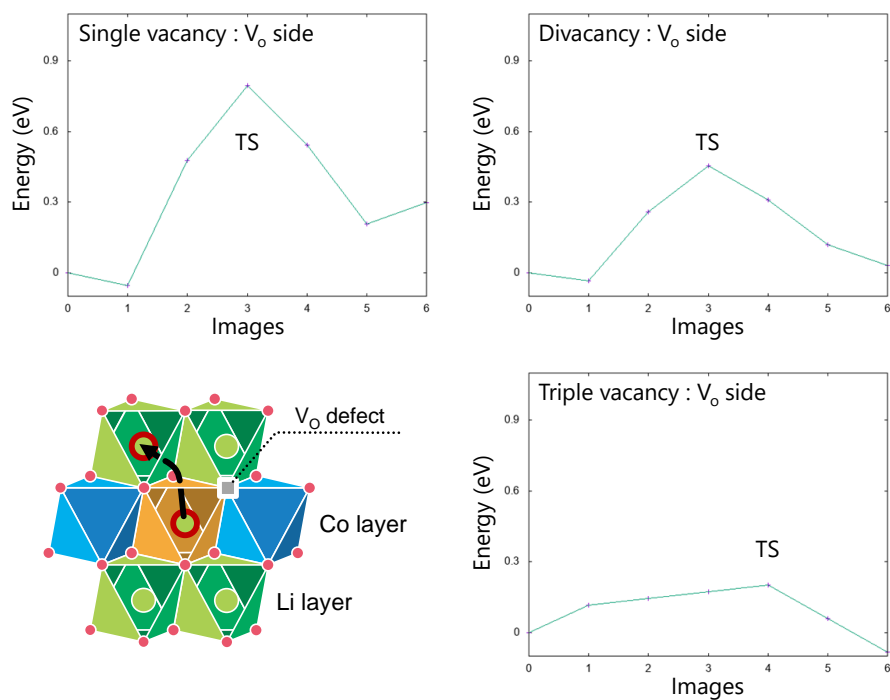 Single vacancy : Vₒ side
Energy (eV)
0.9
0.6
0.3
0
TS
0 1 2 3 4 5 6
Images
Divacancy : Vₒ side
Energy (eV)
0.9
0.6
0.3
0
TS
0 1 2 3 4 5 6
Images
V_O defect
Co layer
Li layer
Triple vacancy : Vₒ side
Energy (eV)
0.9
0.6
0.3
0
TS
0 1 2 3 4 5 6
Images